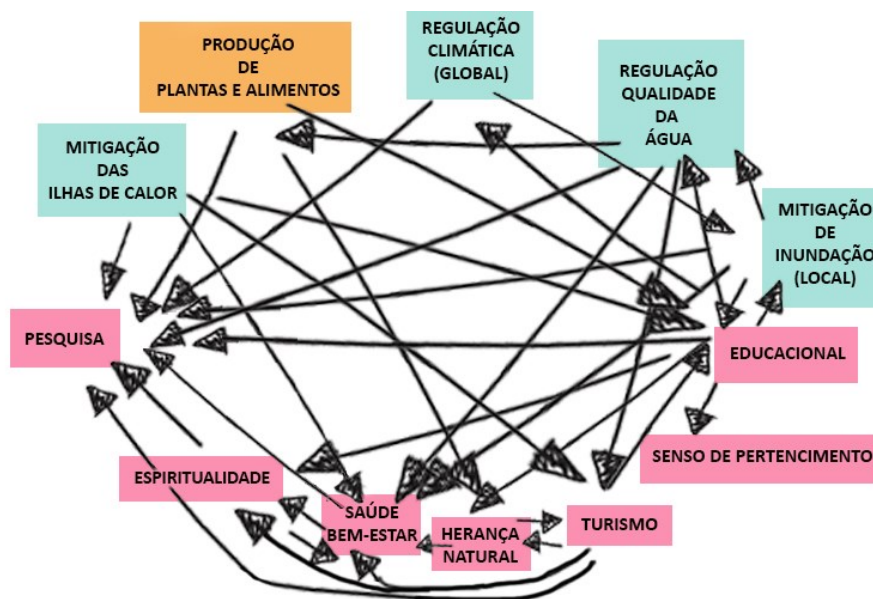 PRODUÇÃO
DE
PLANTAS E ALIMENTOS
REGULAÇÃO
CLIMÁTICA
(GLOBAL)
REGULAÇÃO
QUALIDADE
DA
ÁGUA
MITIGAÇÃO
DAS
ILHAS DE CALOR
MITIGAÇÃO
DE
INUNDAÇÃO
(LOCAL)
PESQUISA
EDUCACIONAL
SENSO DE PERTENCIMENTO
ESPIRITUALIDADE
SAÚDE
BEM-ESTAR
HERANÇA
NATURAL
TURISMO